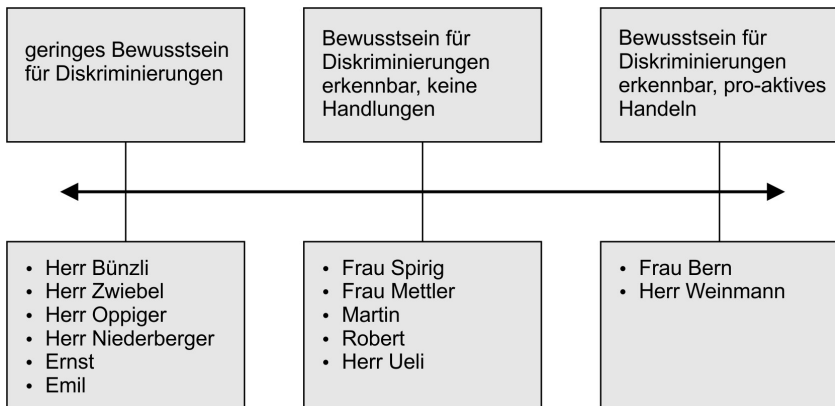 geringes Bewusstsein
für Diskriminierungen
Bewusstsein für
Diskriminierungen
erkennbar, keine
Handlungen
Bewusstsein für
Diskriminierungen
erkennbar, pro-aktives
Handeln
• Herr Bünzli
• Herr Zwiebel
• Herr Oppiger
• Herr Niederberger
• Ernst
• Emil
• Frau Spirig
• Frau Mettler
• Martin
• Robert
• Herr Ueli
• Frau Bern
• Herr Weinmann